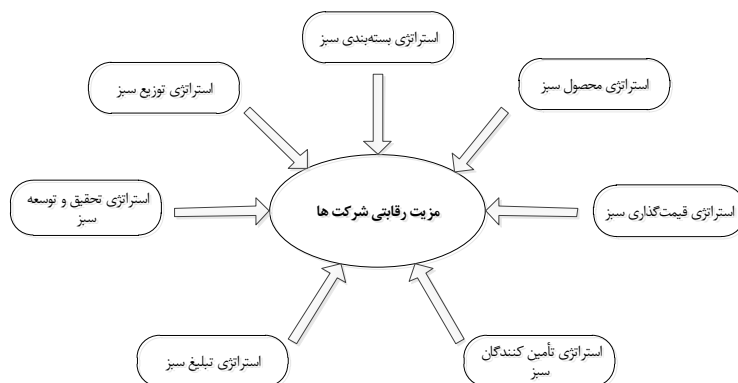 استراتژی بسته‌بندی سبز
استراتژی محصول سبز
استراتژی توزیع سبز
استراتژی قیمت‌گذاری سبز
مزیت رقابتی شرکت ها
استراتژی تحقیق و توسعه
سبز
استراتژی تأمین کنندگان
سبز
استراتژی تبلیغ سبز